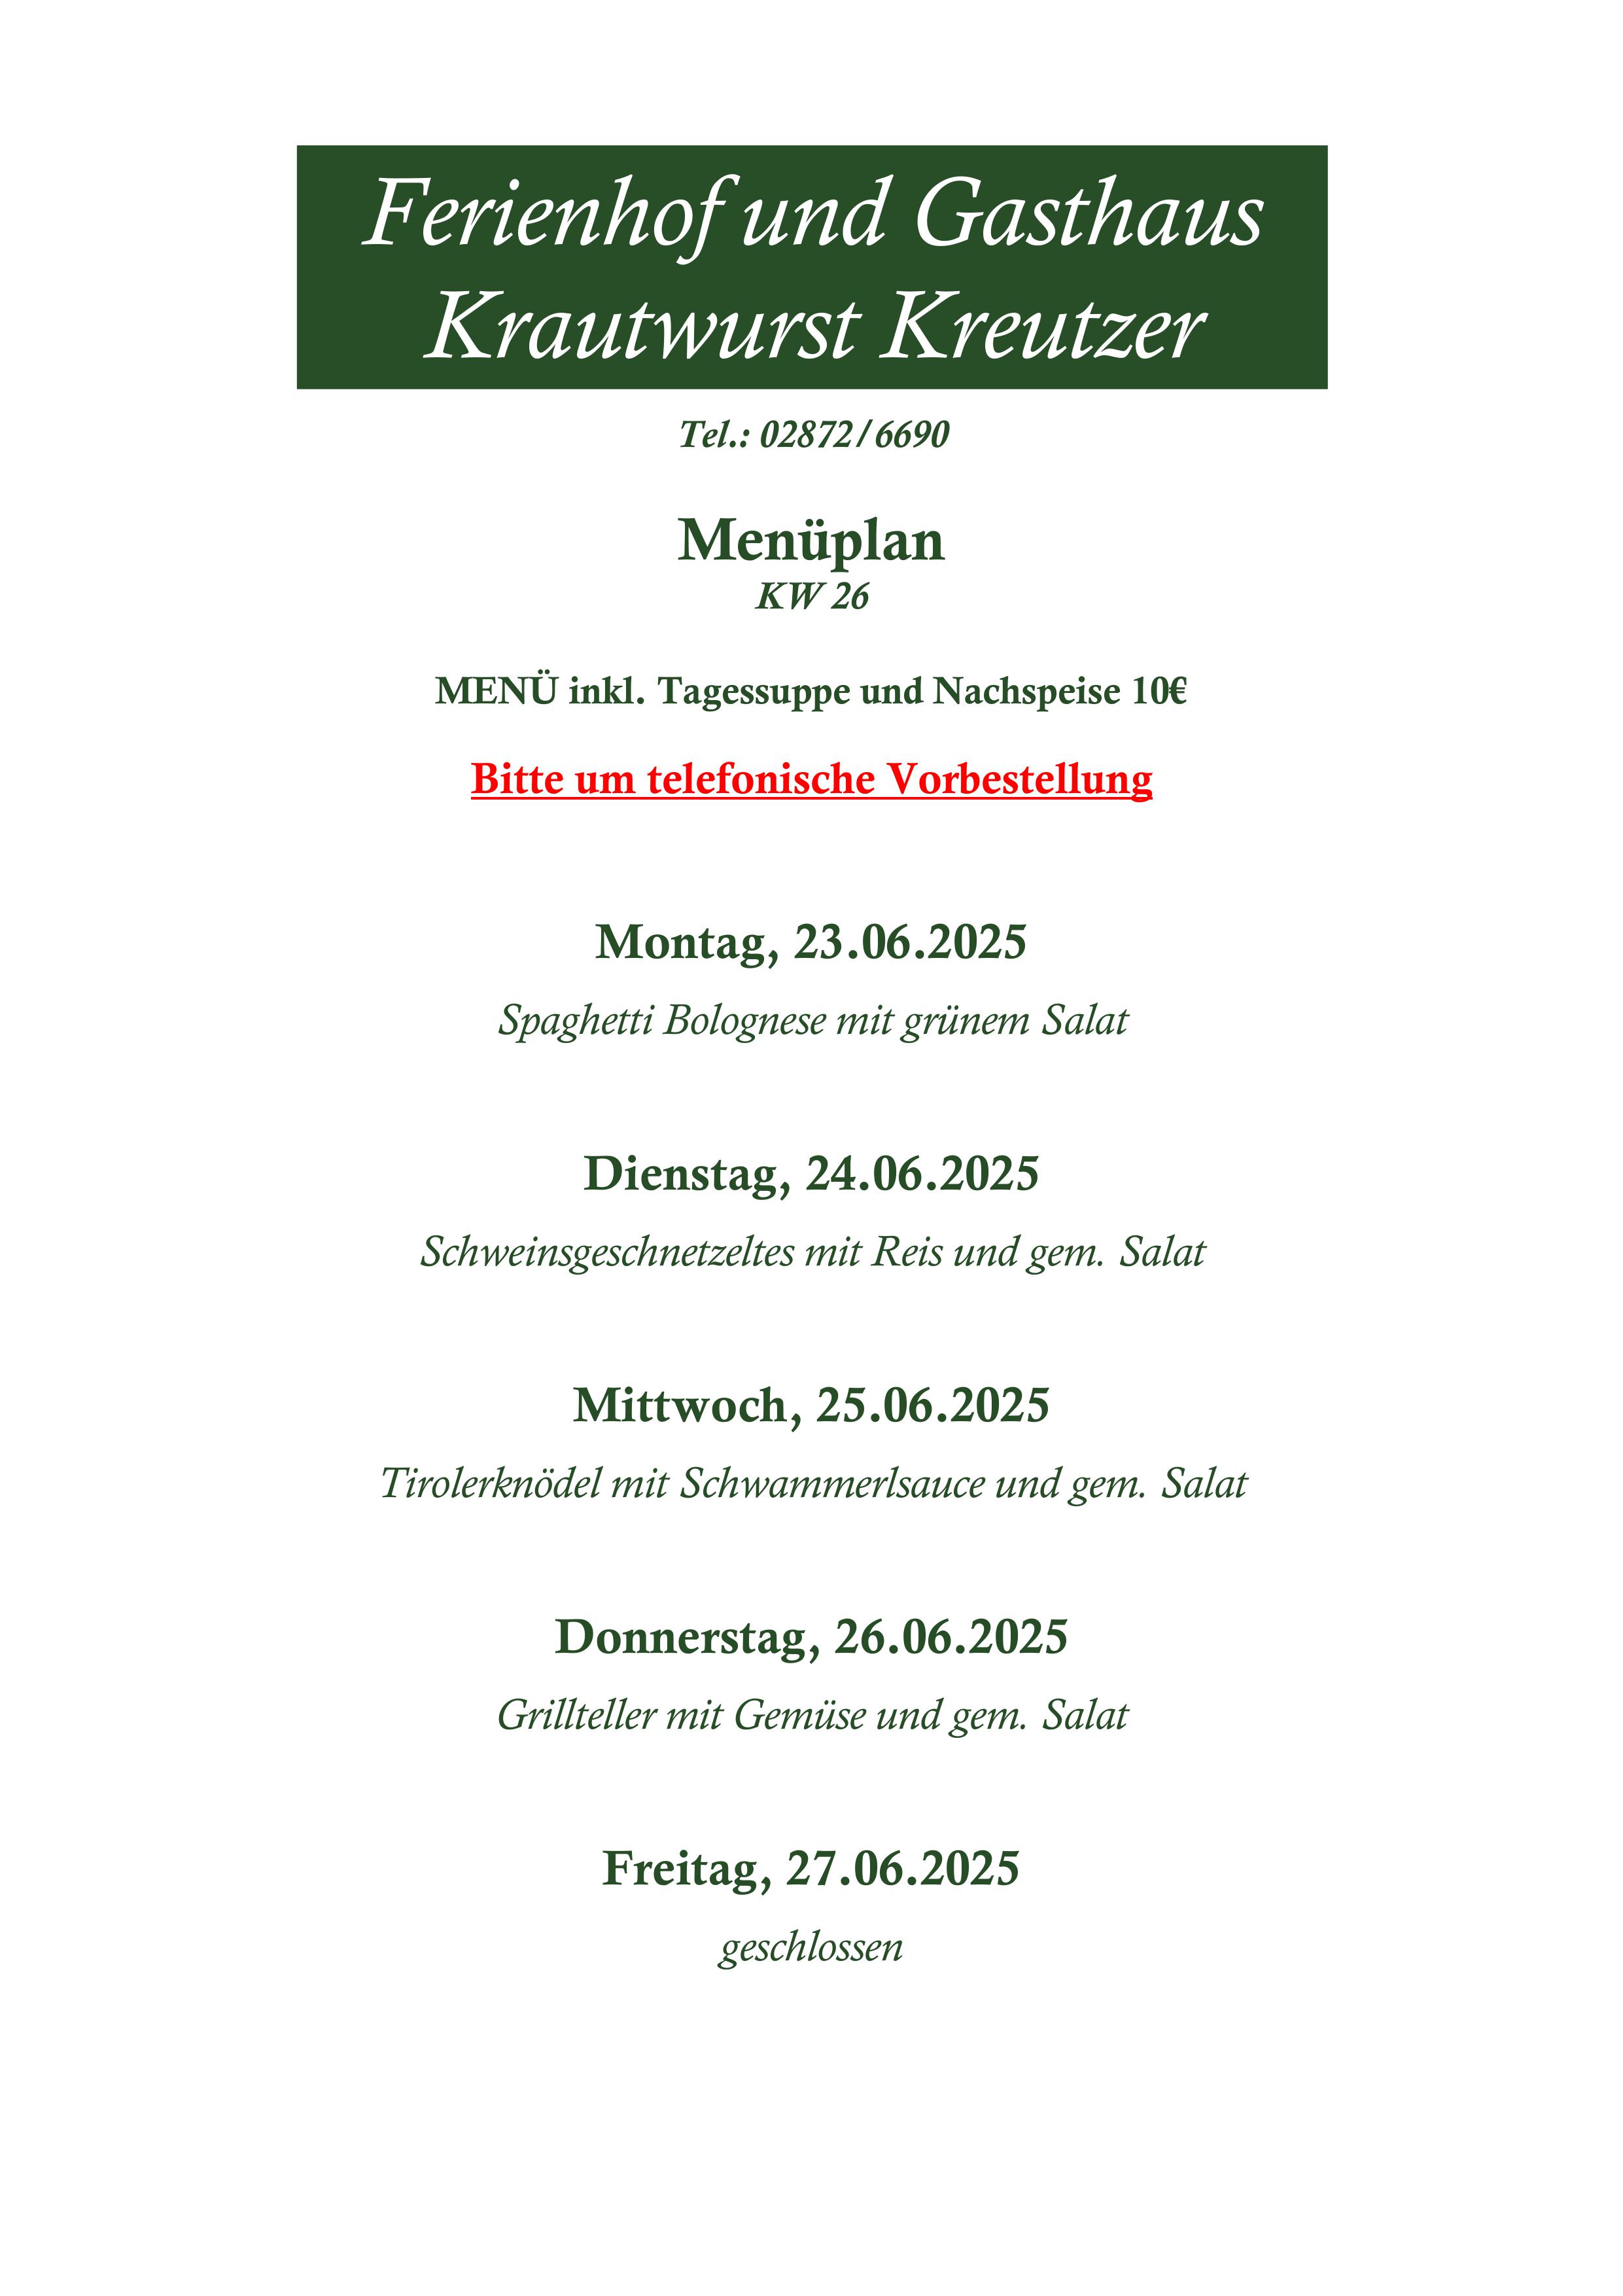 Ferienhof und Gasthaus
Krautwurst Kreutzer
Tel.: 02872/6690
Menüplan
KW 26
MENÜ inkl. Tagessuppe und Nachspeise 10€
Bitte um telefonische Vorbestellung
Montag, 23.06.2025
Spaghetti Bolognese mit grünem Salat
Dienstag, 24.06.2025
Schweinsgeschnetzeltes mit Reis und gem. Salat
Mittwoch, 25.06.2025
Tirolerknödel mit Schwammerlsauce und gem. Salat
Donnerstag, 26.06.2025
Grillteller mit Gemüse und gem. Salat
Freitag, 27.06.2025
geschlossen